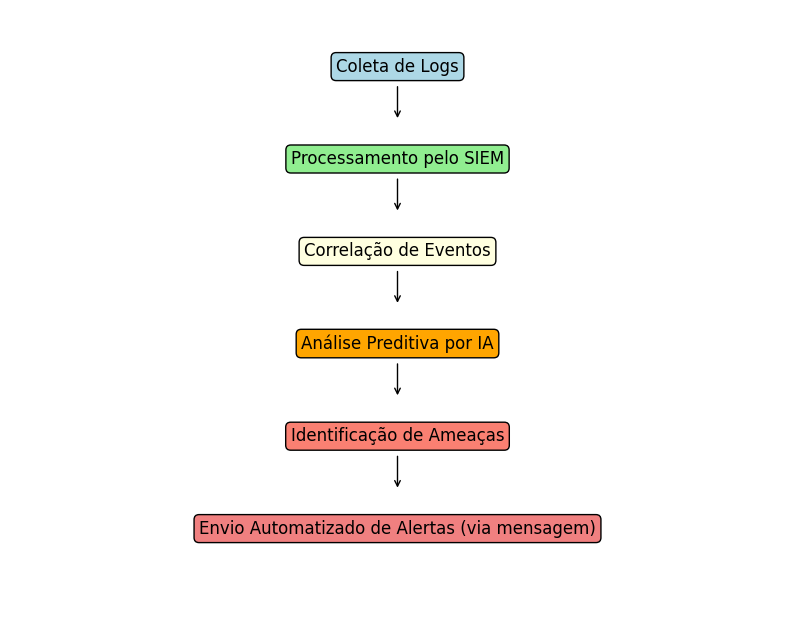 Coleta de Logs
Processamento pelo SIEM
Correlação de Eventos
Análise Preditiva por IA
Identificação de Ameaças
Envio Automatizado de Alertas (via mensagem)